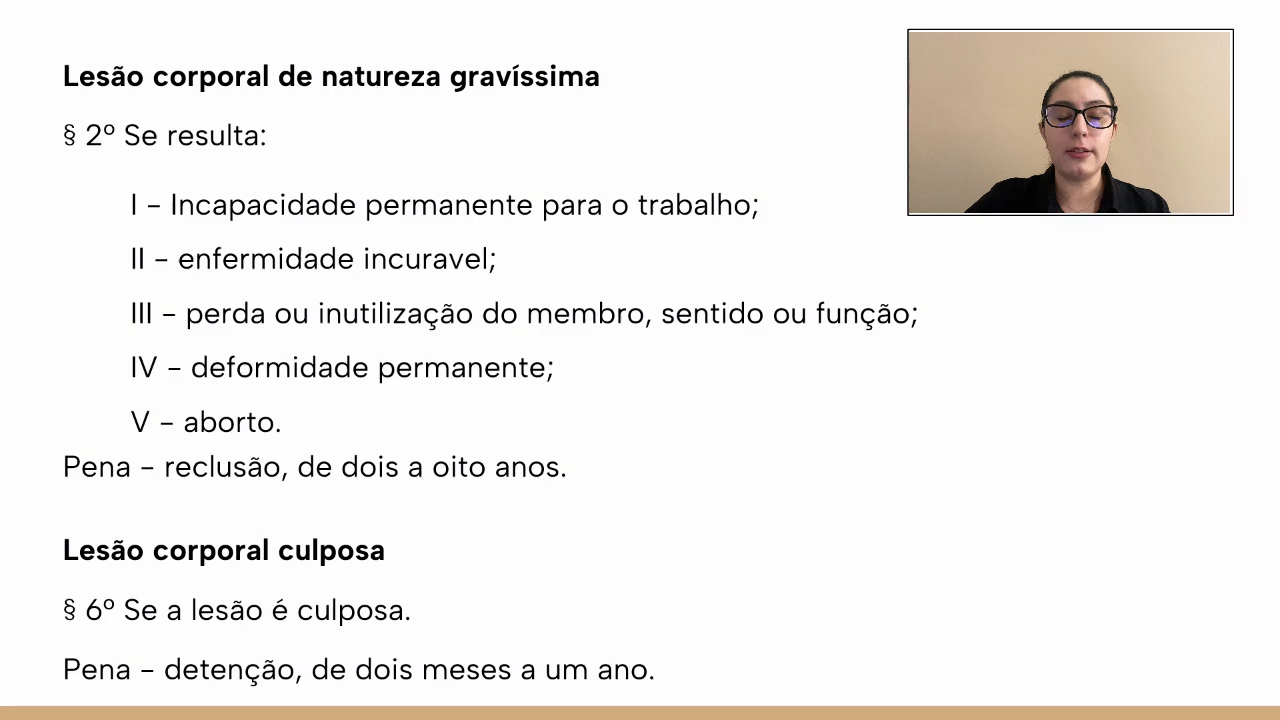 Lesão corporal de natureza gravíssima
§ 2º Se resulta:
I – Incapacidade permanente para o trabalho;
II – enfermidade incuravel;
III – perda ou inutilização do membro, sentido ou função;
IV – deformidade permanente;
V – aborto.
Pena – reclusão, de dois a oito anos.
Lesão corporal culposa
§ 6º Se a lesão é culposa.
Pena – detenção, de dois meses a um ano.